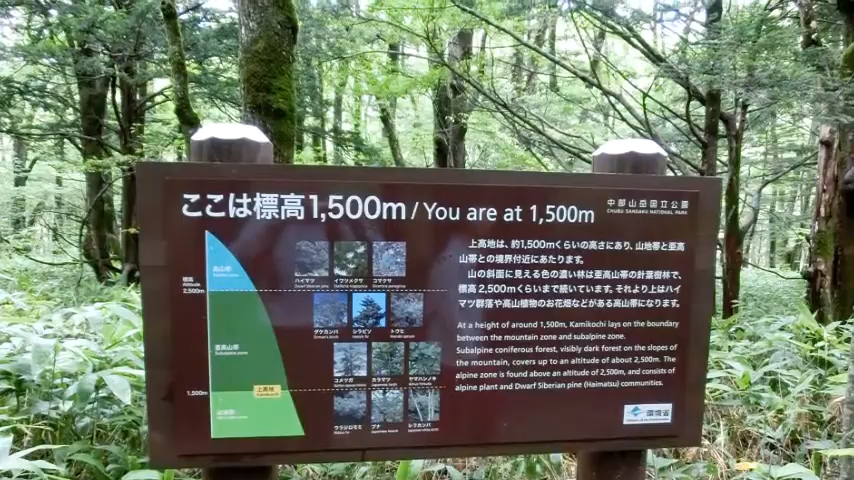 ここは標高1,500m / You are at 1,500m
中部山岳国立公園
CHUBU SANGAKU NATIONAL PARK
上高地は、約1,500mくらいの高さにあり、山地帯と亜高
山帯との境界付近にあたります。
山の斜面に見える色の濃い林は亜高山帯の針葉樹林で、
標高2,500mくらいまで続いています。それより上はハイ
マツ群落や高山植物のお花畑などがある高山帯になります。
At a height of around 1,500m, Kamikochi lays on the boundary
between the mountain zone and subalpine zone.
Subalpine coniferous forest, visibly dark forest on the slopes of
the mountain, covers up to an altitude of about 2,500m. The
alpine zone is found above an altitude of 2,500m, and consists of
alpine plant and Dwarf Siberian pine (Haimatsu) communities.
環境省
標高
Altitude
2,500m
高山帯
亜高山帯
Subalpine zone
1,500m
上高地
Kamikochi
ハイマツ イワツメクサ コマクサ
ダケカンバ シラビソ トウヒ
コメツガ カラマツ ヤマハンノキ
ウラジロモミ ブナ シラカンバ